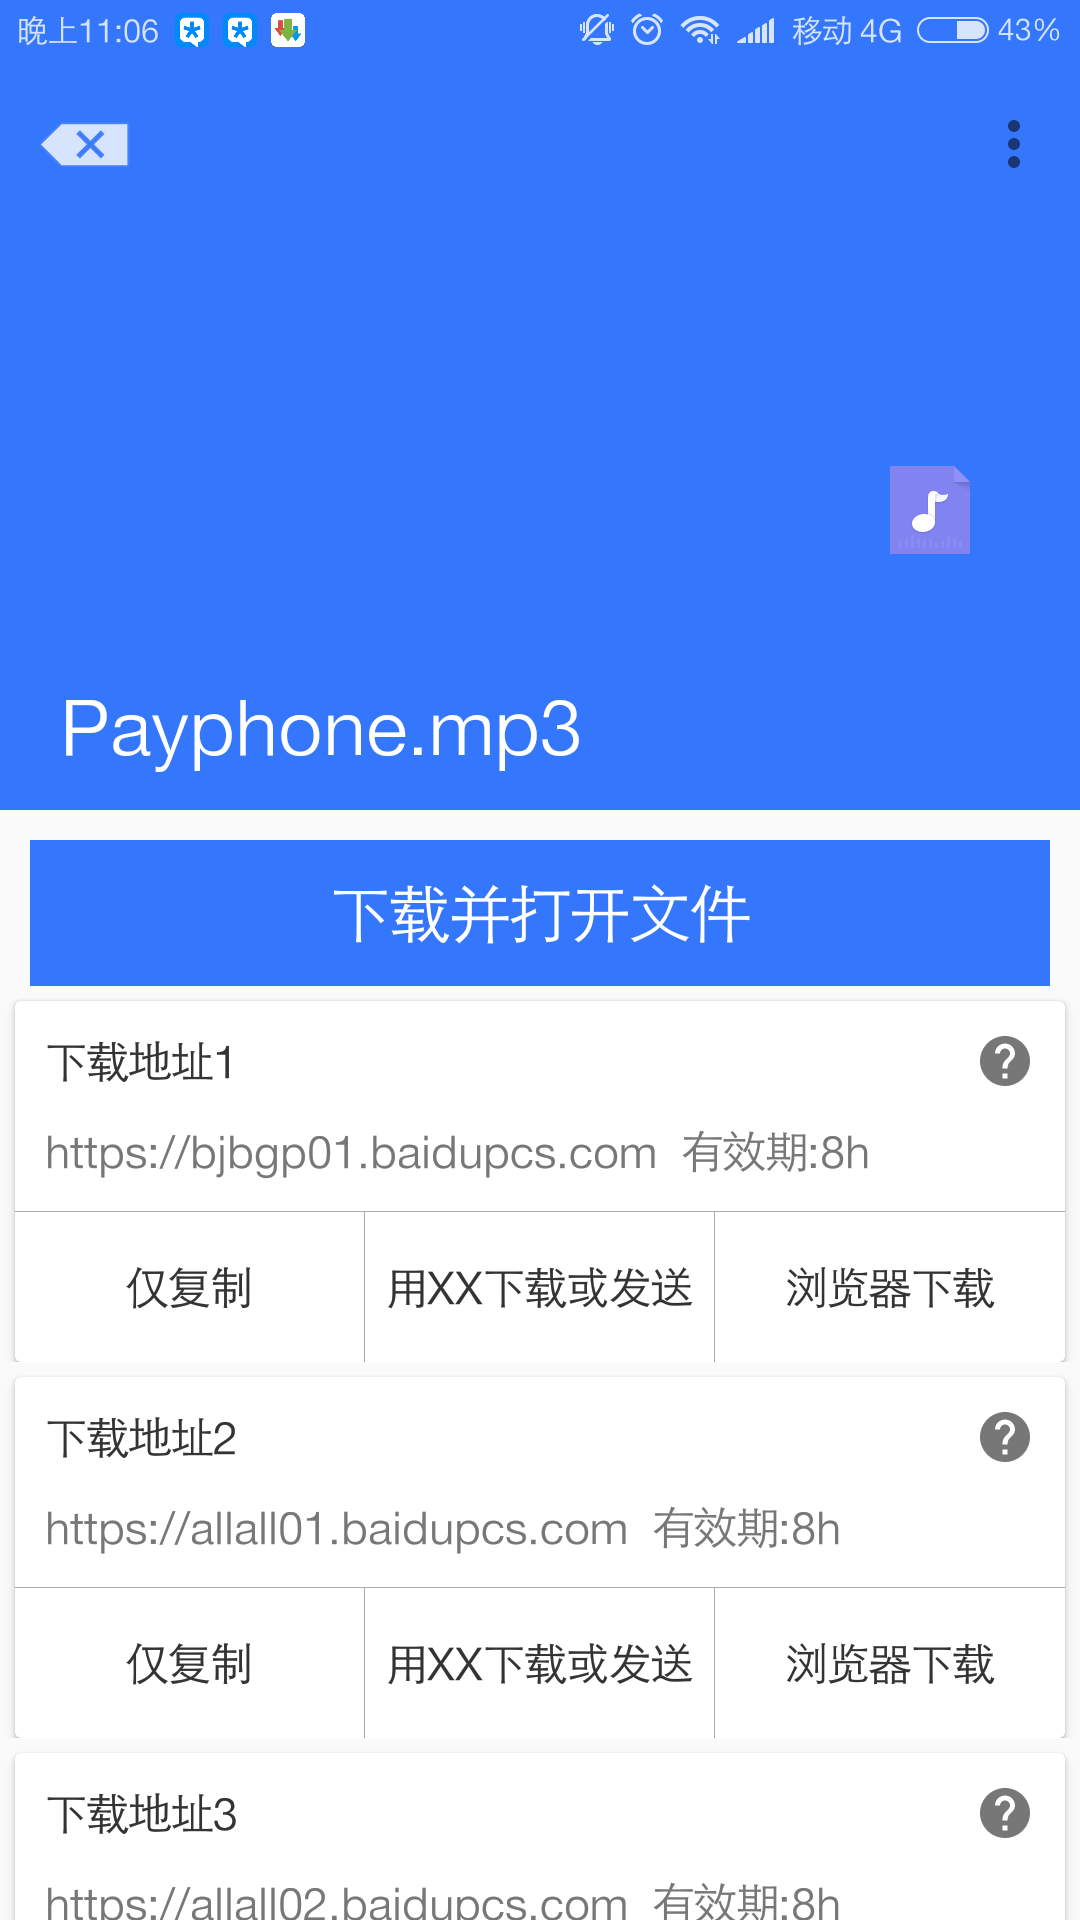 晚上11:06 移动 4G 43%
Payphone.mp3
下载并打开文件
下载地址1
https://bjbgp01.baidupcs.com 有效期:8h
仅复制 用XX下载或发送 浏览器下载
下载地址2
https://allall01.baidupcs.com 有效期:8h
仅复制 用XX下载或发送 浏览器下载
下载地址3
https://allall02.baidupcs.com 有效期:8h